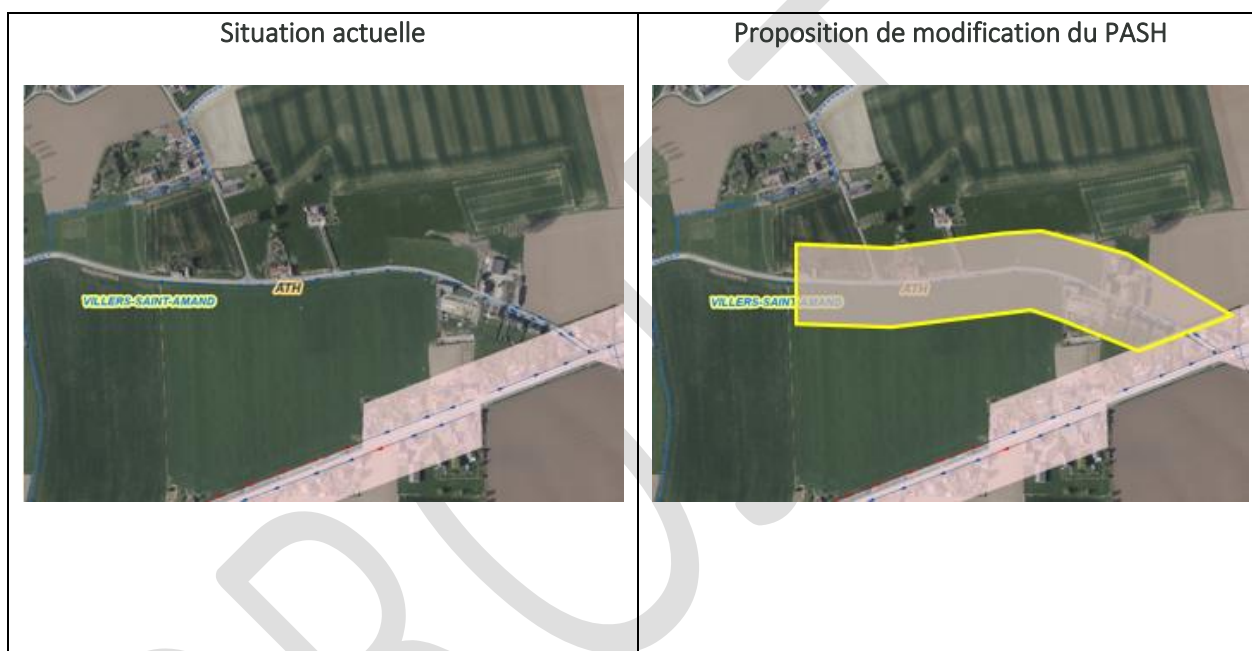 Situation actuelle
Proposition de modification du PASH
VILLERS-SAINT-AMAND
ATH
VILLERS-SAINT-AMAND
ATH